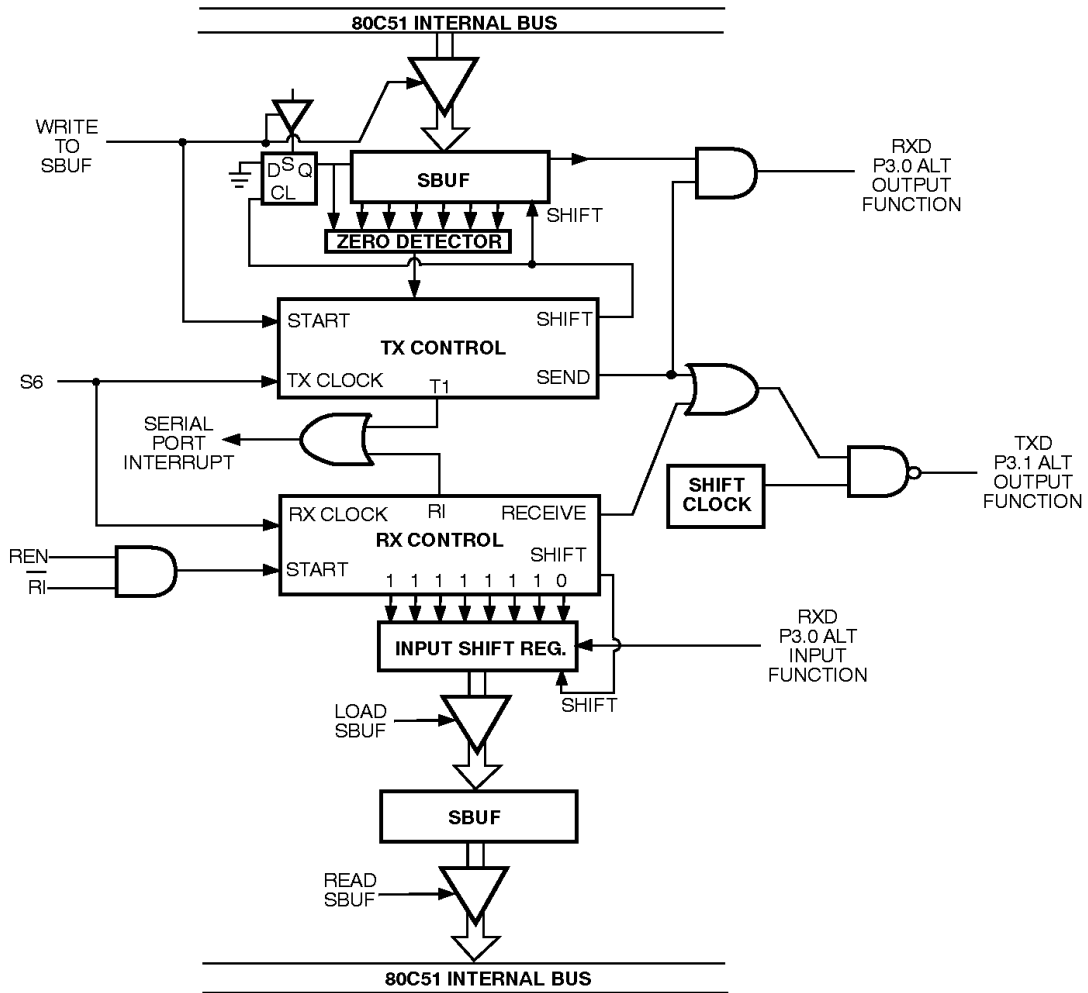 80C51 INTERNAL BUS
WRITE
TO
SBUF
D S Q
CL
SBUF
RXD
P3.0 ALT
OUTPUT
FUNCTION
SHIFT
ZERO DETECTOR
START
SHIFT
TX CONTROL
S6
TX CLOCK
T1
SEND
SERIAL
PORT
INTERRUPT
TXD
P3.1 ALT
OUTPUT
FUNCTION
SHIFT
CLOCK
RX CLOCK
RI
RECEIVE
RX CONTROL
REN
RI
START
SHIFT
1 1 1 1 1 1 1 0
RXD
P3.0 ALT
INPUT
FUNCTION
INPUT SHIFT REG.
SHIFT
LOAD
SBUF
SBUF
READ
SBUF
80C51 INTERNAL BUS